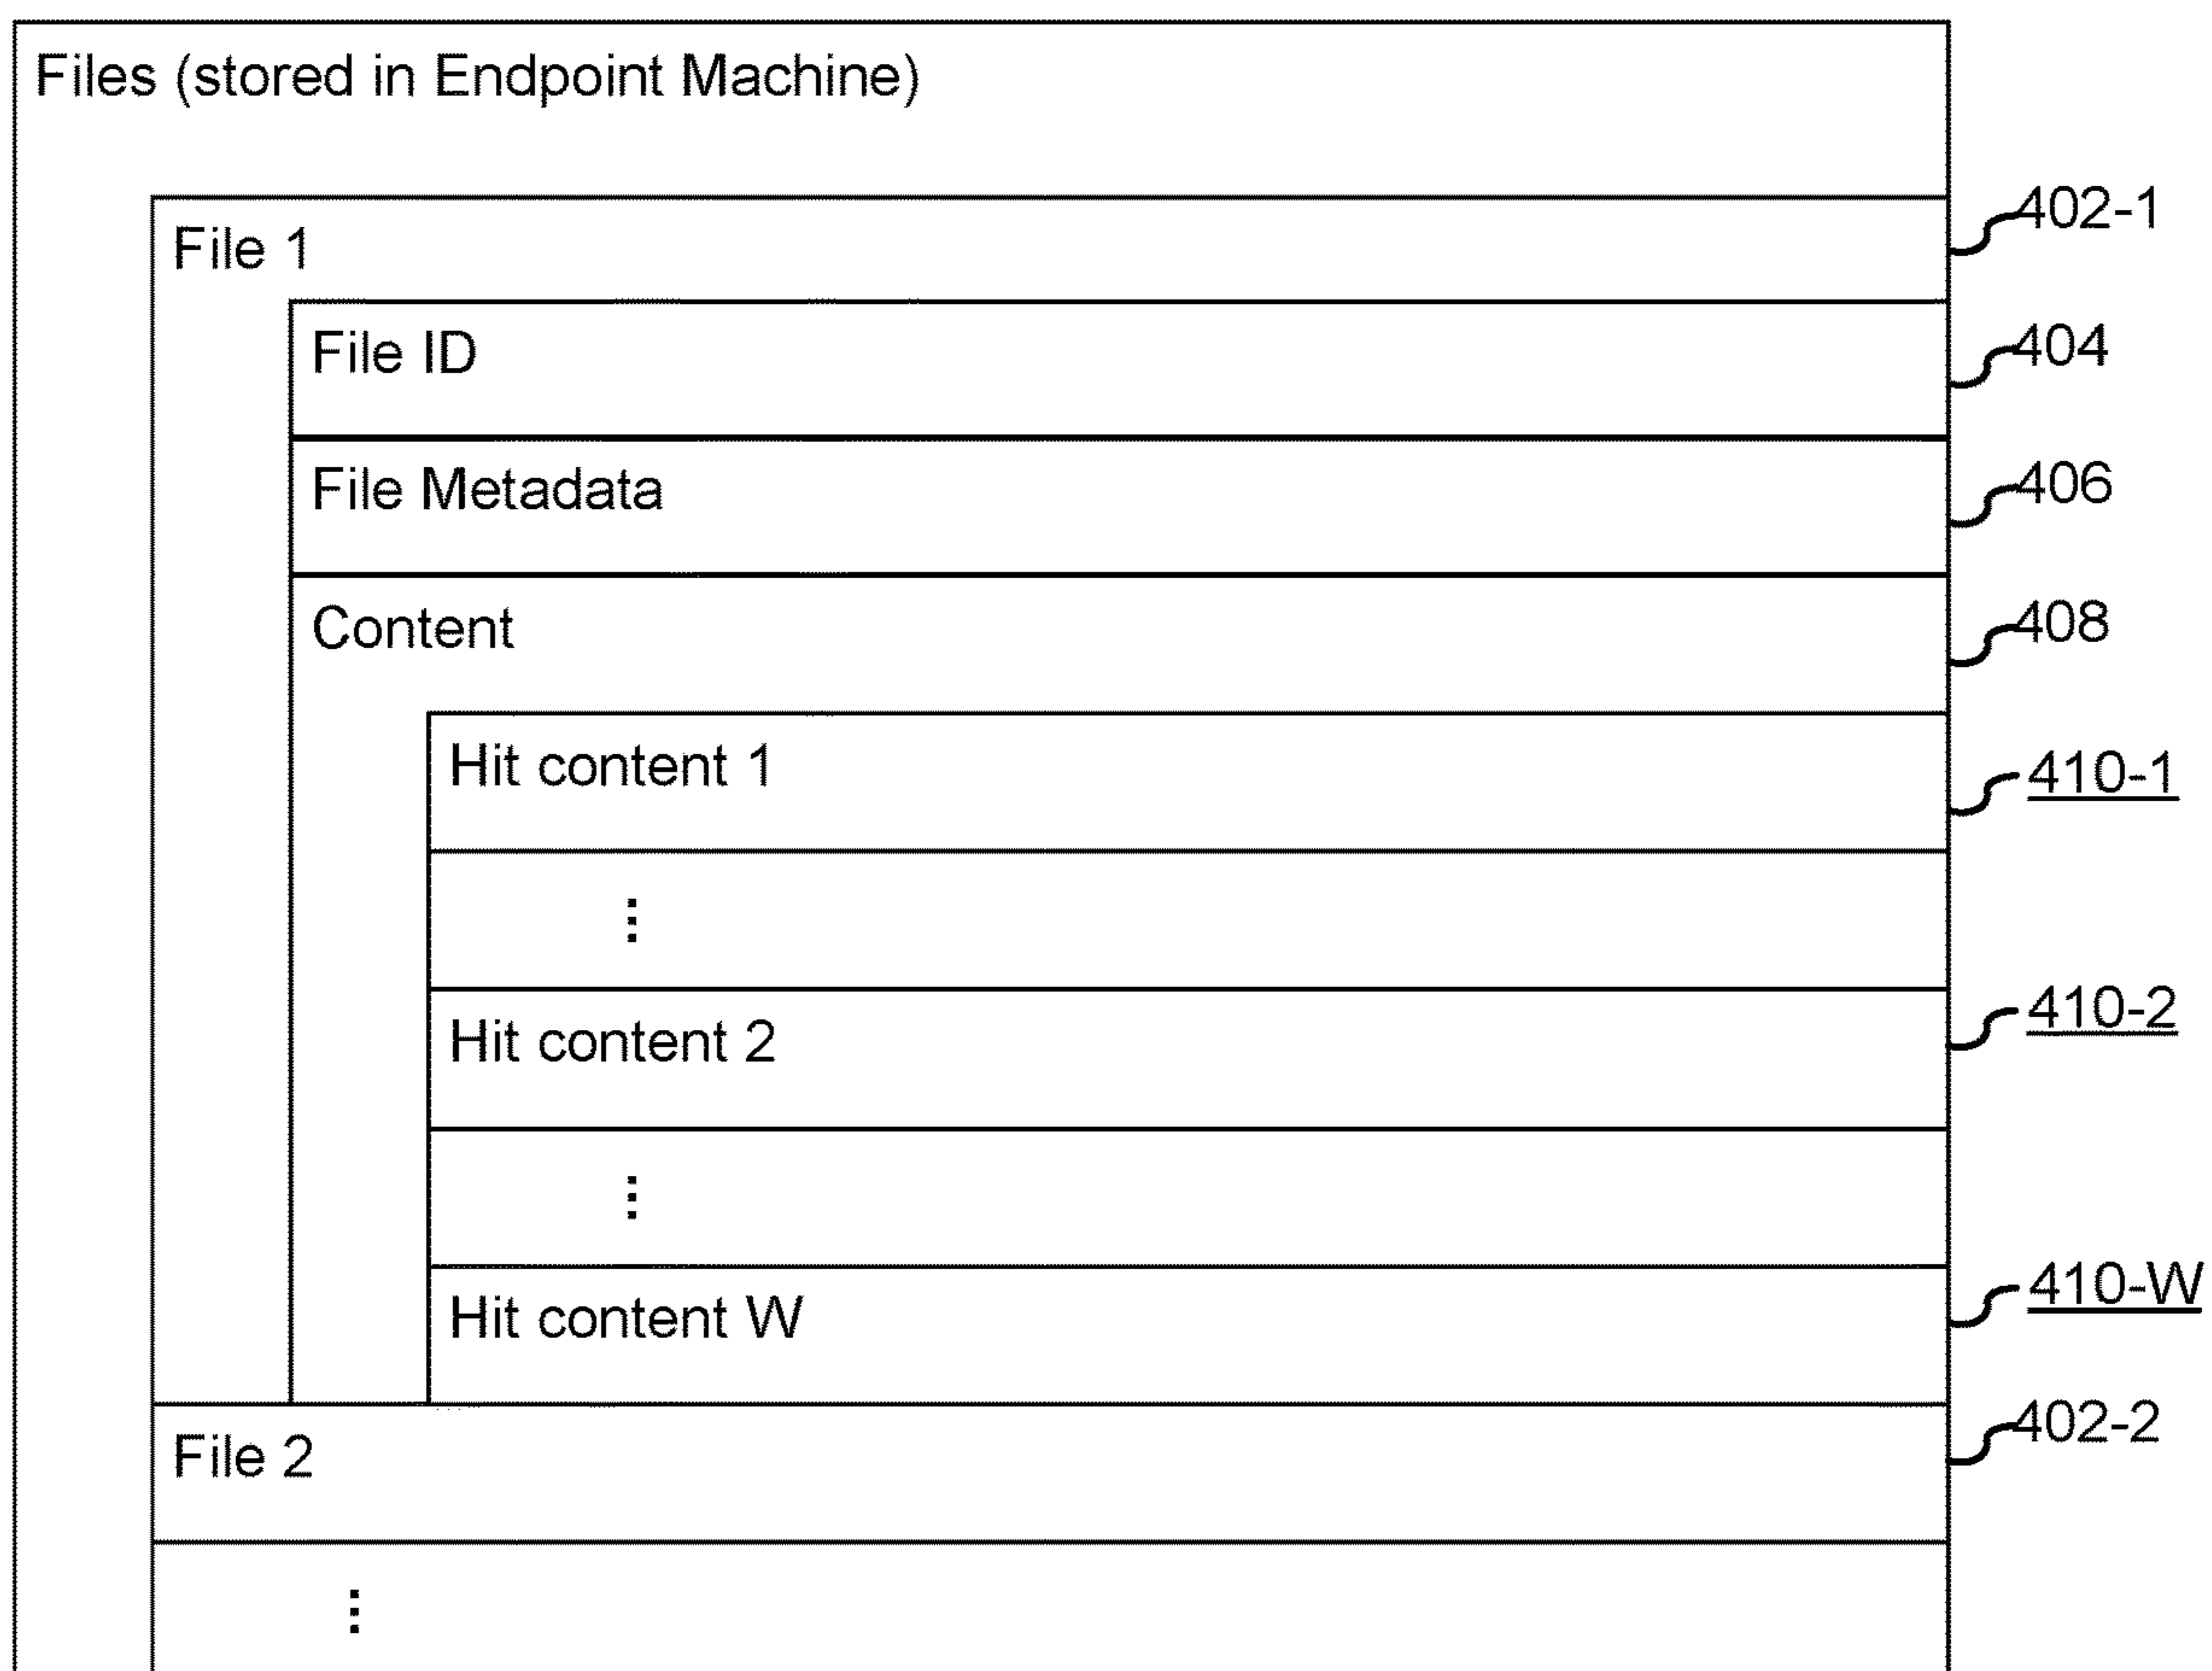 Files (stored in Endpoint Machine)
File 1 402-1
File ID 404
File Metadata 406
Content 408
Hit content 1 410-1
⋮
Hit content 2 410-2
⋮
Hit content W 410-W
File 2 402-2
⋮